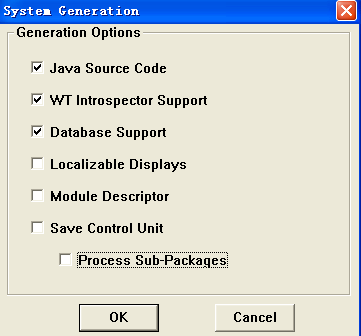 System Generation
Generation Options
Java Source Code
WT Introspector Support
Database Support
Localizable Displays
Module Descriptor
Save Control Unit
Process Sub-Packages
OK
Cancel